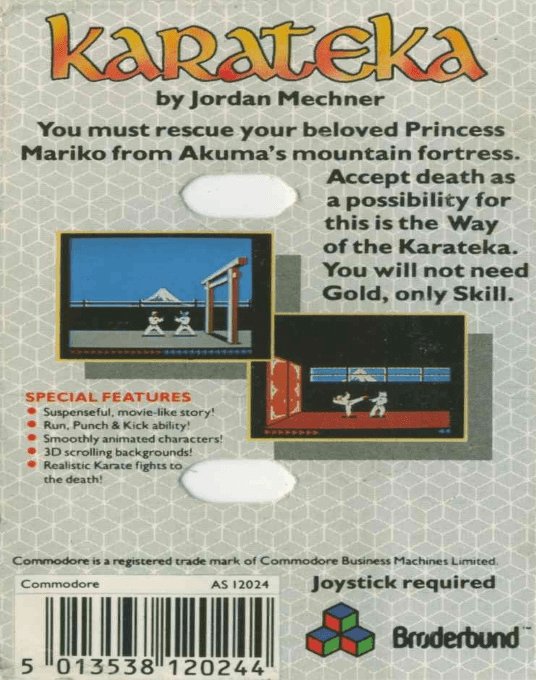 KARATEKA
by Jordan Mechner
You must rescue your beloved Princess
Mariko from Akuma's mountain fortress.
Accept death as
a possibility for
this is the Way
of the Karateka.
You will not need
Gold, only Skill.
SPECIAL FEATURES
• Suspenseful, movie-like story!
• Run, Punch & Kick ability!
• Smoothly animated characters!
• 3D scrolling backgrounds!
• Realistic Karate fights to
the death!
Commodore is a registered trade mark of Commodore Business Machines Limited.
Commodore AS 12024
Joystick required
5 013538 120244
Brøderbund™